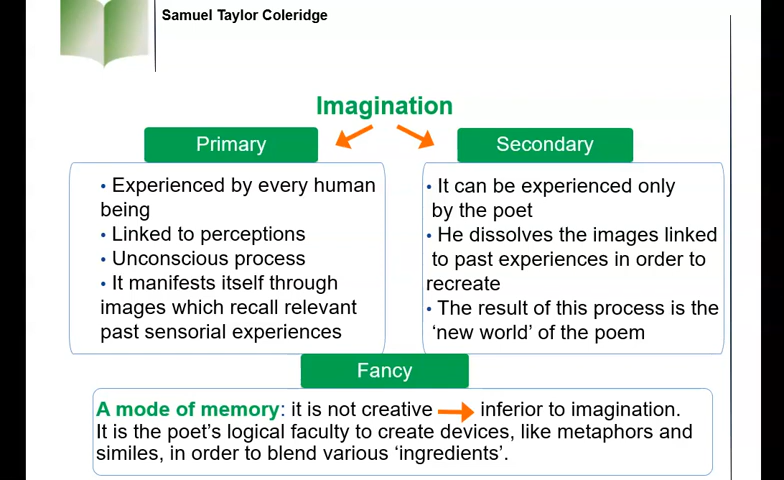 Samuel Taylor Coleridge
Imagination
Primary
• Experienced by every human
being
• Linked to perceptions
• Unconscious process
• It manifests itself through
images which recall relevant
past sensorial experiences
Secondary
• It can be experienced only
by the poet
• He dissolves the images linked
to past experiences in order to
recreate
• The result of this process is the
‘new world’ of the poem
Fancy
A mode of memory: it is not creative → inferior to imagination.
It is the poet’s logical faculty to create devices, like metaphors and
similes, in order to blend various ‘ingredients’.